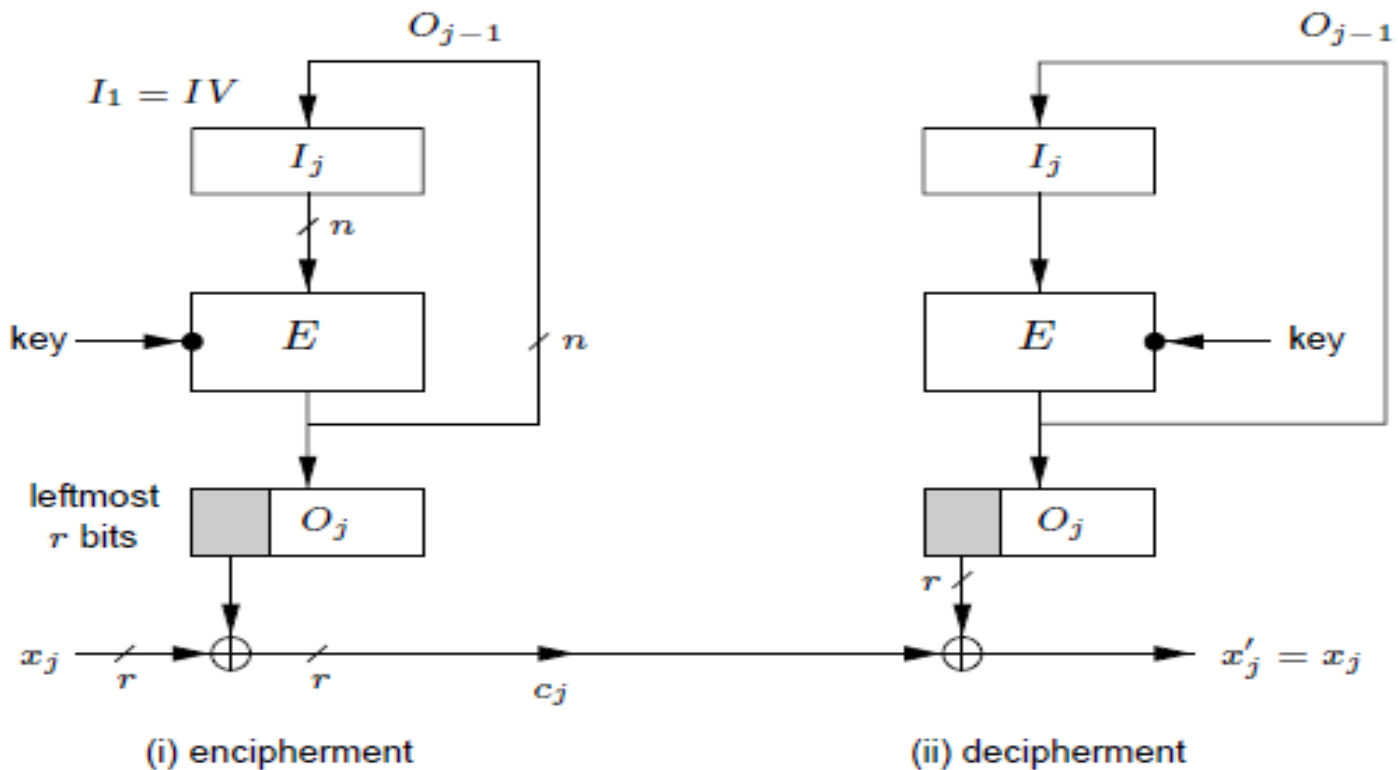 O_{j-1}
O_{j-1}
I_1 = IV
I_j
I_j
n
key
E
n
E
key
leftmost
r bits
O_j
O_j
r
x_j
r
r
c_j
x'_j = x_j
(i) encipherment
(ii) decipherment